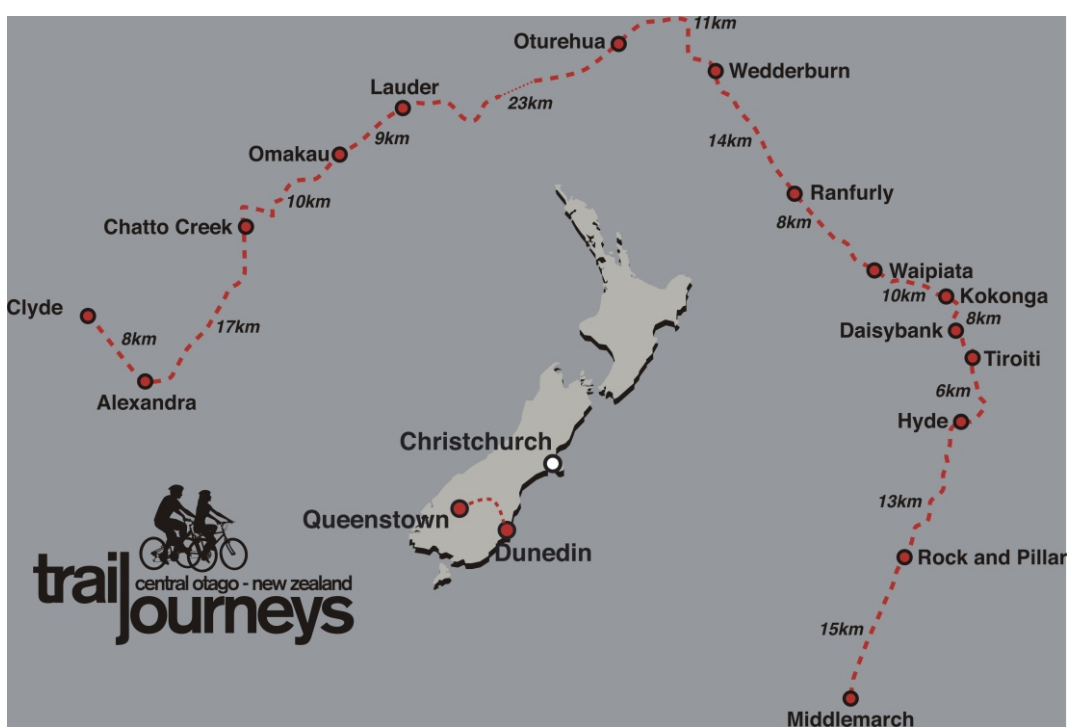 11km
Oturehua
Wedderburn
Lauder
23km
9km
14km
Omakau
10km
Ranfurly
Chatto Creek
8km
Waipiata
10km
Kokonga
Clyde
8km
17km
8km
Daisybank
Tiroiti
Alexandra
6km
Hyde
Christchurch
13km
Queenstown
Dunedin
Rock and Pillar
trail
central otago - new zealand
journeys
15km
Middlemarch